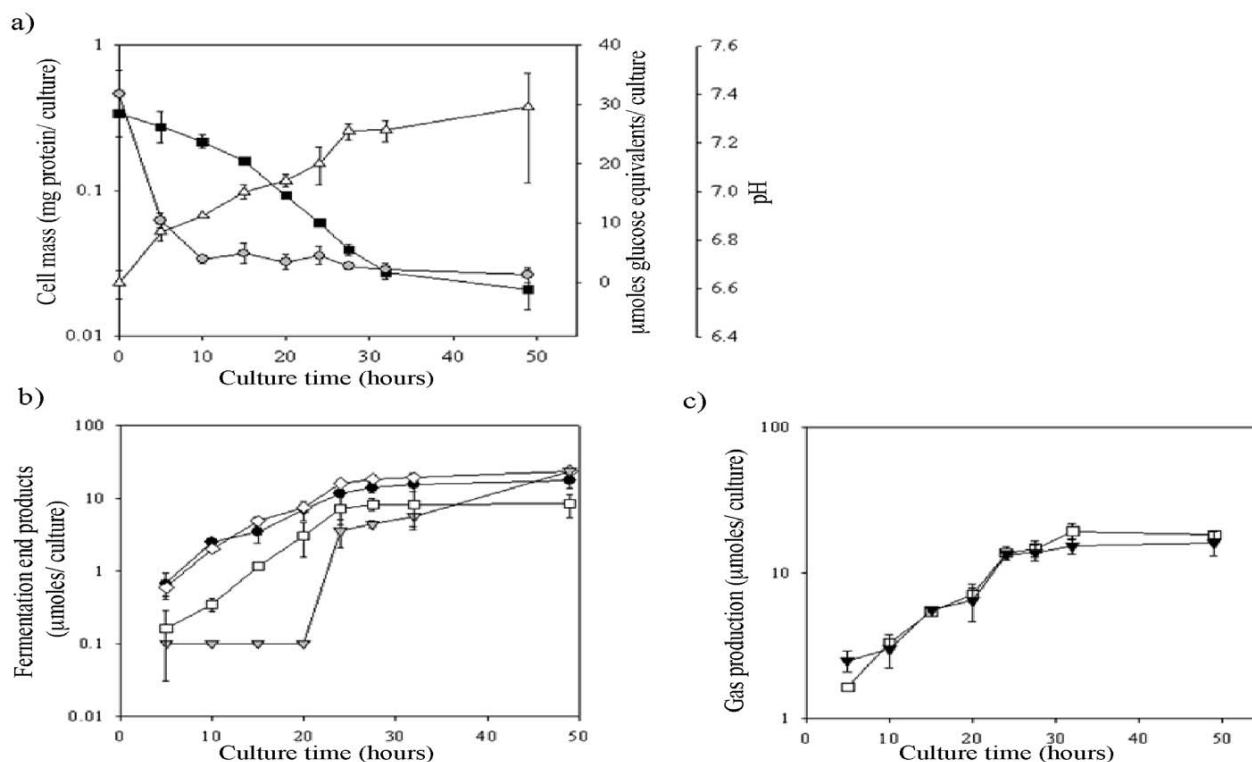 a)
Cell mass (mg protein/ culture)
1
0.1
0.01
0 10 20 30 40 50
Culture time (hours)
40
30
20
10
0
μmoles glucose equivalents/ culture
7.6
7.4
7.2
7.0
6.8
6.6
6.4
pH
b)
Fermentation end products
(μmoles/ culture)
100
10
1
0.1
0.01
0 10 20 30 40 50
Culture time (hours)
c)
Gas production (μmoles/ culture)
100
10
1
0 10 20 30 40 50
Culture time (hours)